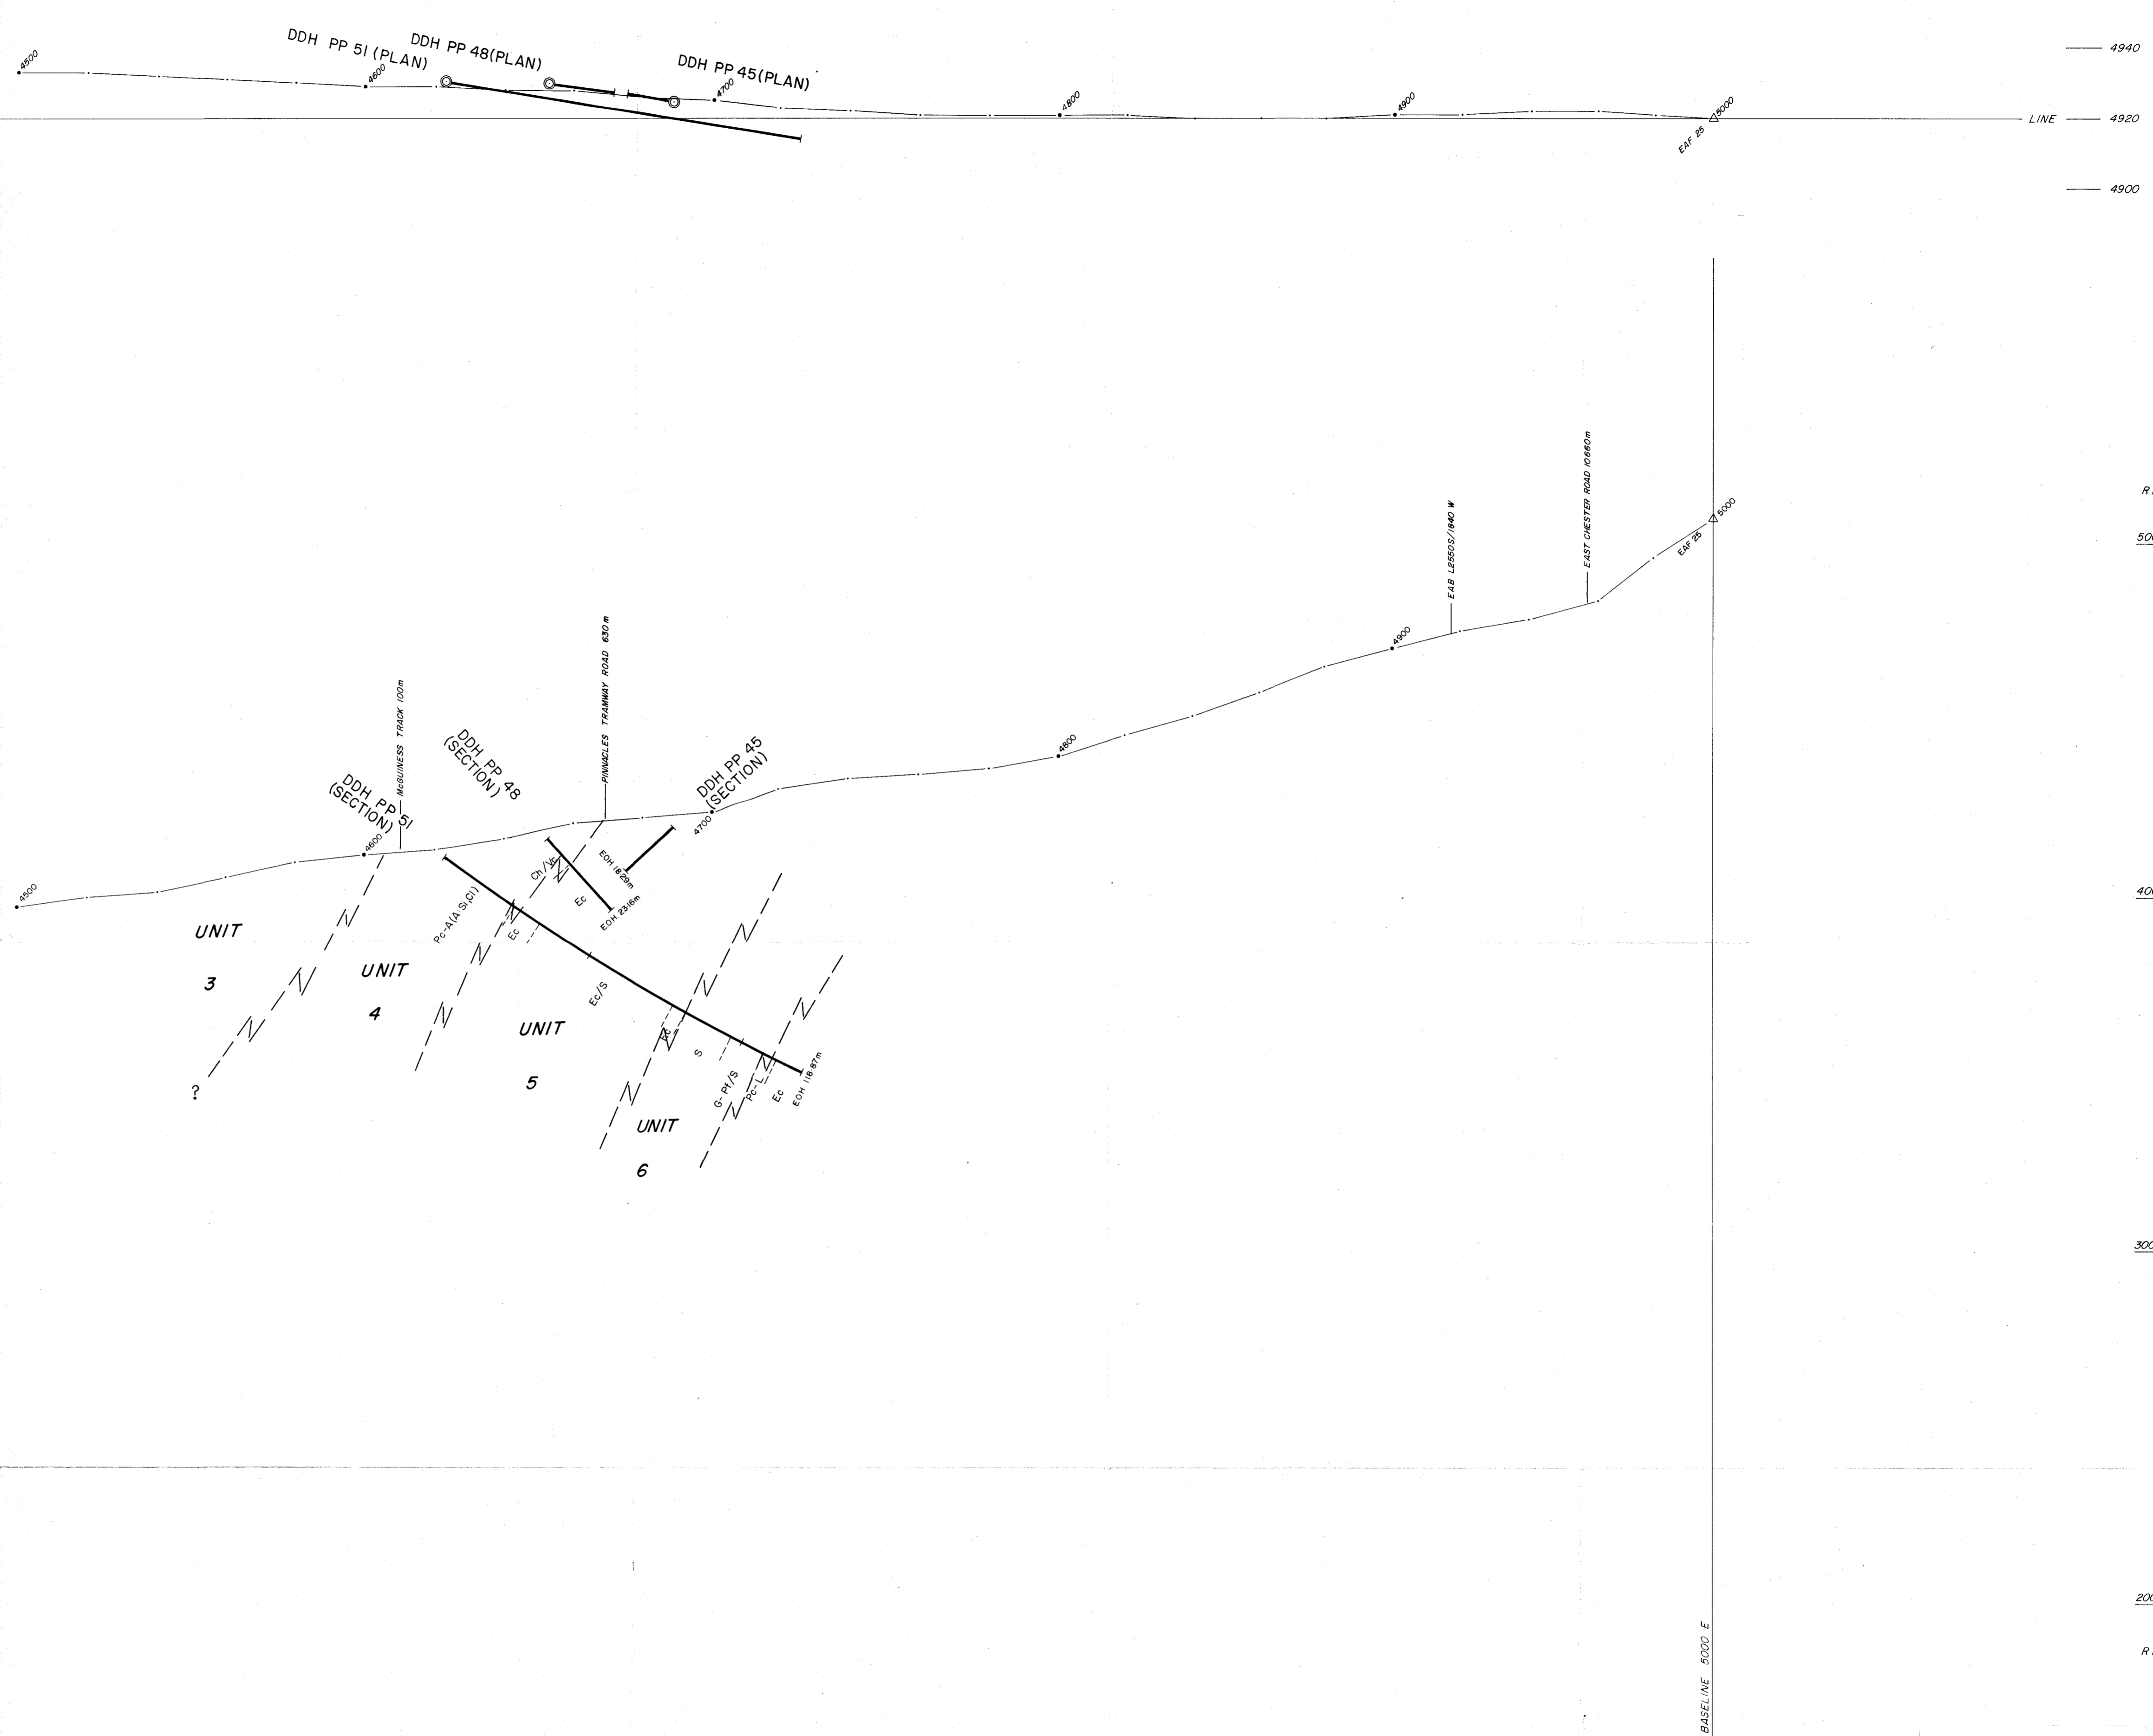 4500
DDH PP 51 (PLAN)
4600
DDH PP 48(PLAN)
DDH PP 45(PLAN)
4700
4800
4900
5000
EAF 25
4940
LINE 4920
4900
EAST CHESTER ROAD 10660m
EAB L2550S/1840 W
5000
EAF 25
4900
4800
PINNACLES TRAMWAY ROAD 630m
McGUINESS TRACK 100m
DDH PP 48
(SECTION)
DDH PP 45
(SECTION)
DDH PP 51
(SECTION)
4700
4600
4500
EOH 18·29m
Ch/Vc
Ec
E.O.H. 23·16m
Pc-A(A·Si,Cl)
Ec
Ec/S
Ec
S
G-Pf/S
Pc-L
Ec
EOH 118·87m
UNIT
3
UNIT
4
UNIT
5
UNIT
6
?
BASELINE 5000 E